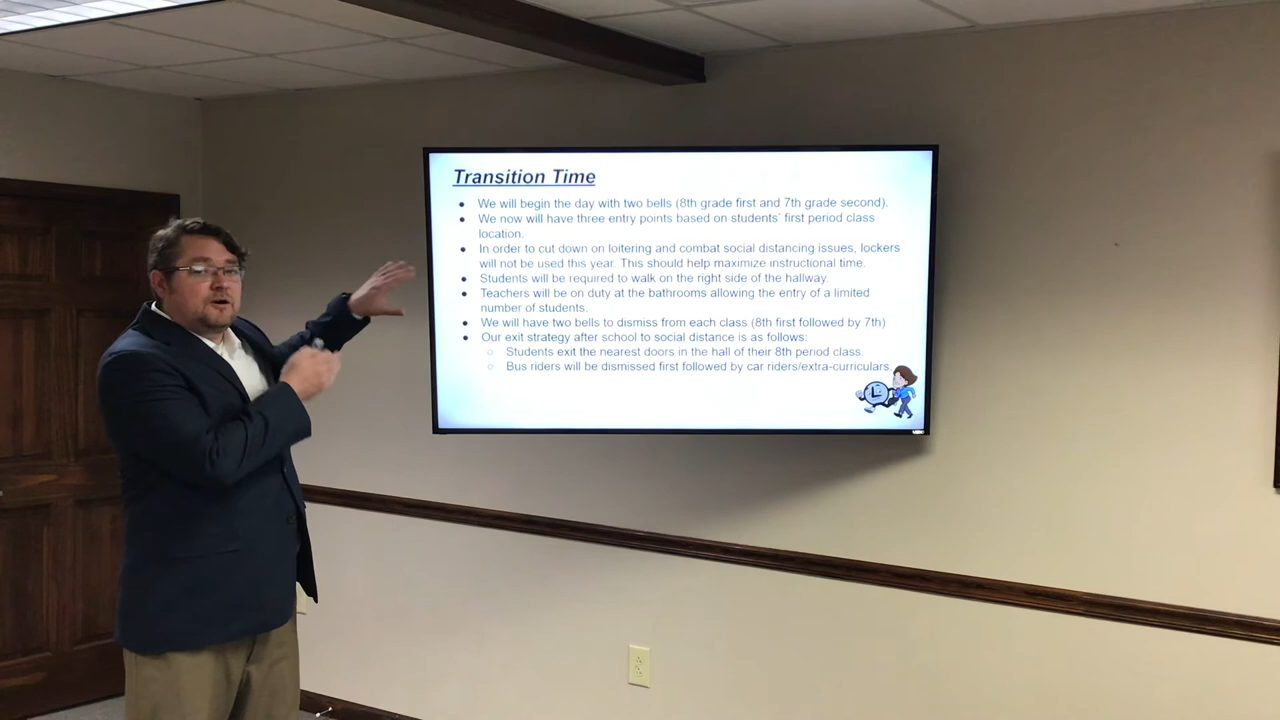 Transition Time
● We will begin the day with two bells (8th grade first and 7th grade second).
● We now will have three entry points based on students' first period class
location.
● In order to cut down on loitering and combat social distancing issues, lockers
will not be used this year. This should help maximize instructional time.
● Students will be required to walk on the right side of the hallway.
● Teachers will be on duty at the bathrooms allowing the entry of a limited
number of students.
● We will have two bells to dismiss from each class (8th first followed by 7th)
● Our exit strategy after school to social distance is as follows:
○ Students exit the nearest doors in the hall of their 8th period class.
○ Bus riders will be dismissed first followed by car riders/extra-curriculars.